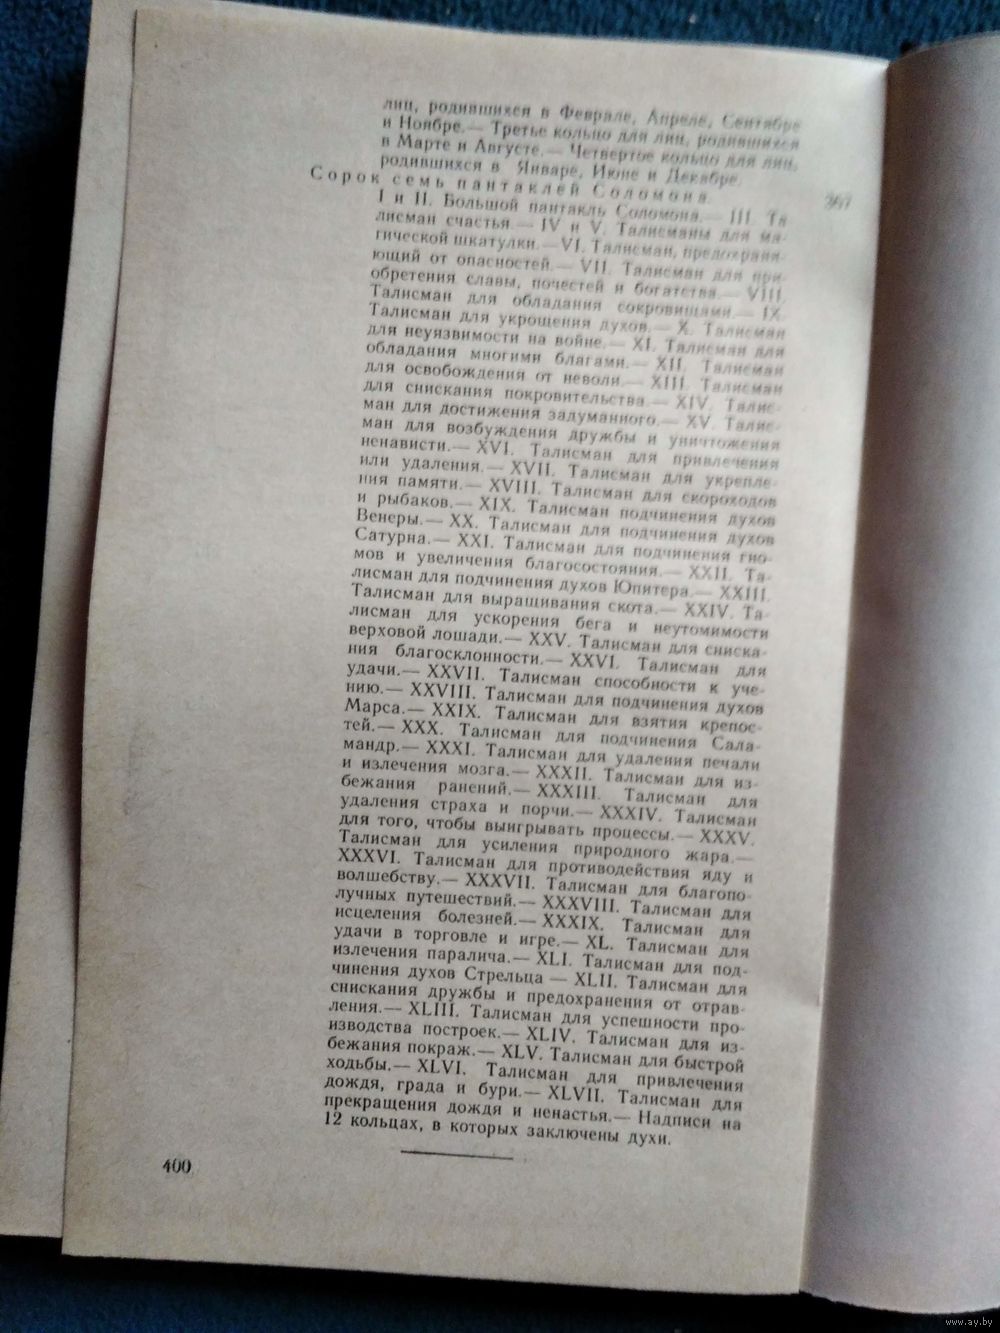 лиц, родившихся в Феврале, Апреле, Сентябре
и Ноябре.— Третье кольцо для лиц, родившихся
в Марте и Августе.— Четвертое кольцо для лиц,
родившихся в Январе, Июне и Декабре.
Сорок семь пантаклей Соломона. 367
I и II. Большой пантакль Соломона.— III. Та-
лисман счастья.— IV и V. Талисманы для ма-
гической шкатулки.—VI. Талисман, предохраня-
ющий от опасностей.— VII. Талисман для при-
обретения славы, почестей и богатства.— VIII.
Талисман для обладания сокровищами.— IX.
Талисман для укрощения духов.— X. Талисман
для неуязвимости на войне.— XI. Талисман для
обладания многими благами.— XII. Талисман
для освобождения от неволи.— XIII. Талисман
для снискания покровительства.— XIV. Талис-
ман для достижения задуманного.— XV. Талис-
ман для возбуждения дружбы и уничтожения
ненависти.— XVI. Талисман для привлечения
или удаления.— XVII. Талисман для укрепле-
ния памяти.— XVIII. Талисман для скороходов
и рыбаков.— XIX. Талисман подчинения духов
Венеры.— XX. Талисман для подчинения духов
Сатурна.— XXI. Талисман для подчинения гно-
мов и увеличения благосостояния.— XXII. Та-
лисман для подчинения духов Юпитера.— XXIII.
Талисман для выращивания скота.— XXIV. Та-
лисман для ускорения бега и неутомимости
верховой лошади.— XXV. Талисман для сниска-
ния благосклонности.— XXVI. Талисман для
удачи.— XXVII. Талисман способности к уче-
нию.— XXVIII. Талисман для подчинения духов
Марса.— XXIX. Талисман для взятия крепос-
тей.— XXX. Талисман для подчинения Сала-
мандр.— XXXI. Талисман для удаления печали
и излечения мозга.— XXXII. Талисман для из-
бежания ранений.— XXXIII. Талисман для
удаления страха и порчи.— XXXIV. Талисман
для того, чтобы выигрывать процессы.— XXXV.
Талисман для усиления природного жара.—
XXXVI. Талисман для противодействия яду и
волшебству.— XXXVII. Талисман для благопо-
лучных путешествий.— XXXVIII. Талисман для
исцеления болезней.— XXXIX. Талисман для
удачи в торговле и игре.— XL. Талисман для
излечения паралича.— XLI. Талисман для под-
чинения духов Стрельца — XLII. Талисман для
снискания дружбы и предохранения от отрав-
ления.— XLIII. Талисман для успешности про-
изводства построек.— XLIV. Талисман для из-
бежания покраж.— XLV. Талисман для быстрой
ходьбы.— XLVI. Талисман для привлечения
дождя, града и бури.— XLVII. Талисман для
прекращения дождя и ненастья.— Надписи на
12 кольцах, в которых заключены духи.
400
www.ay.by